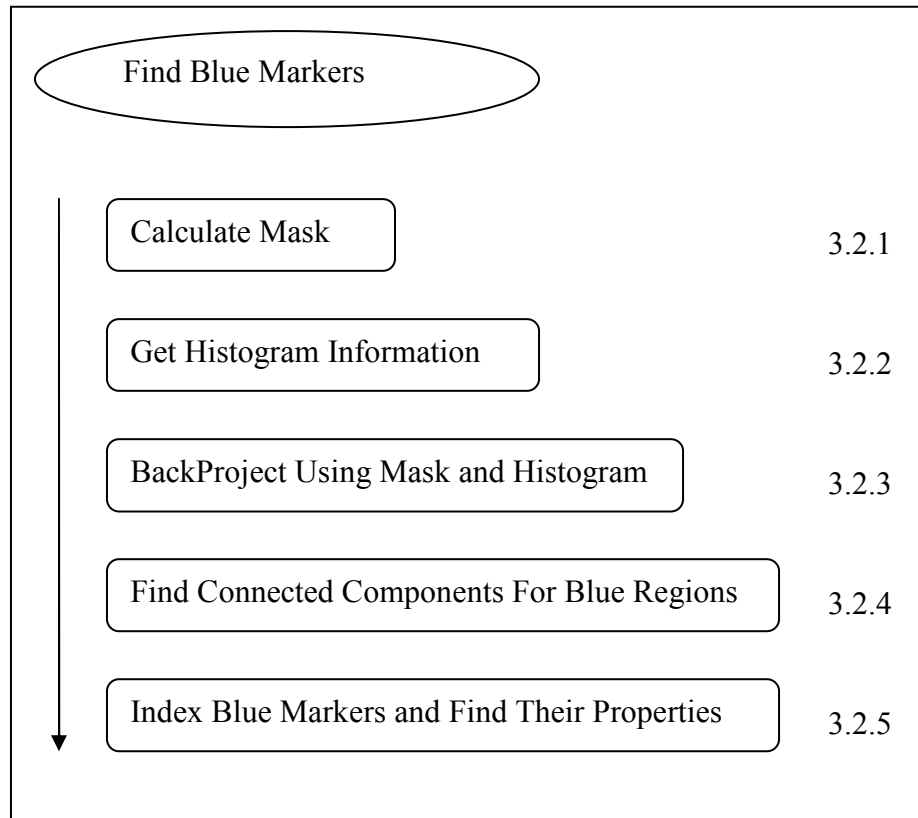 Find Blue Markers
Calculate Mask 3.2.1
Get Histogram Information 3.2.2
BackProject Using Mask and Histogram 3.2.3
Find Connected Components For Blue Regions 3.2.4
Index Blue Markers and Find Their Properties 3.2.5